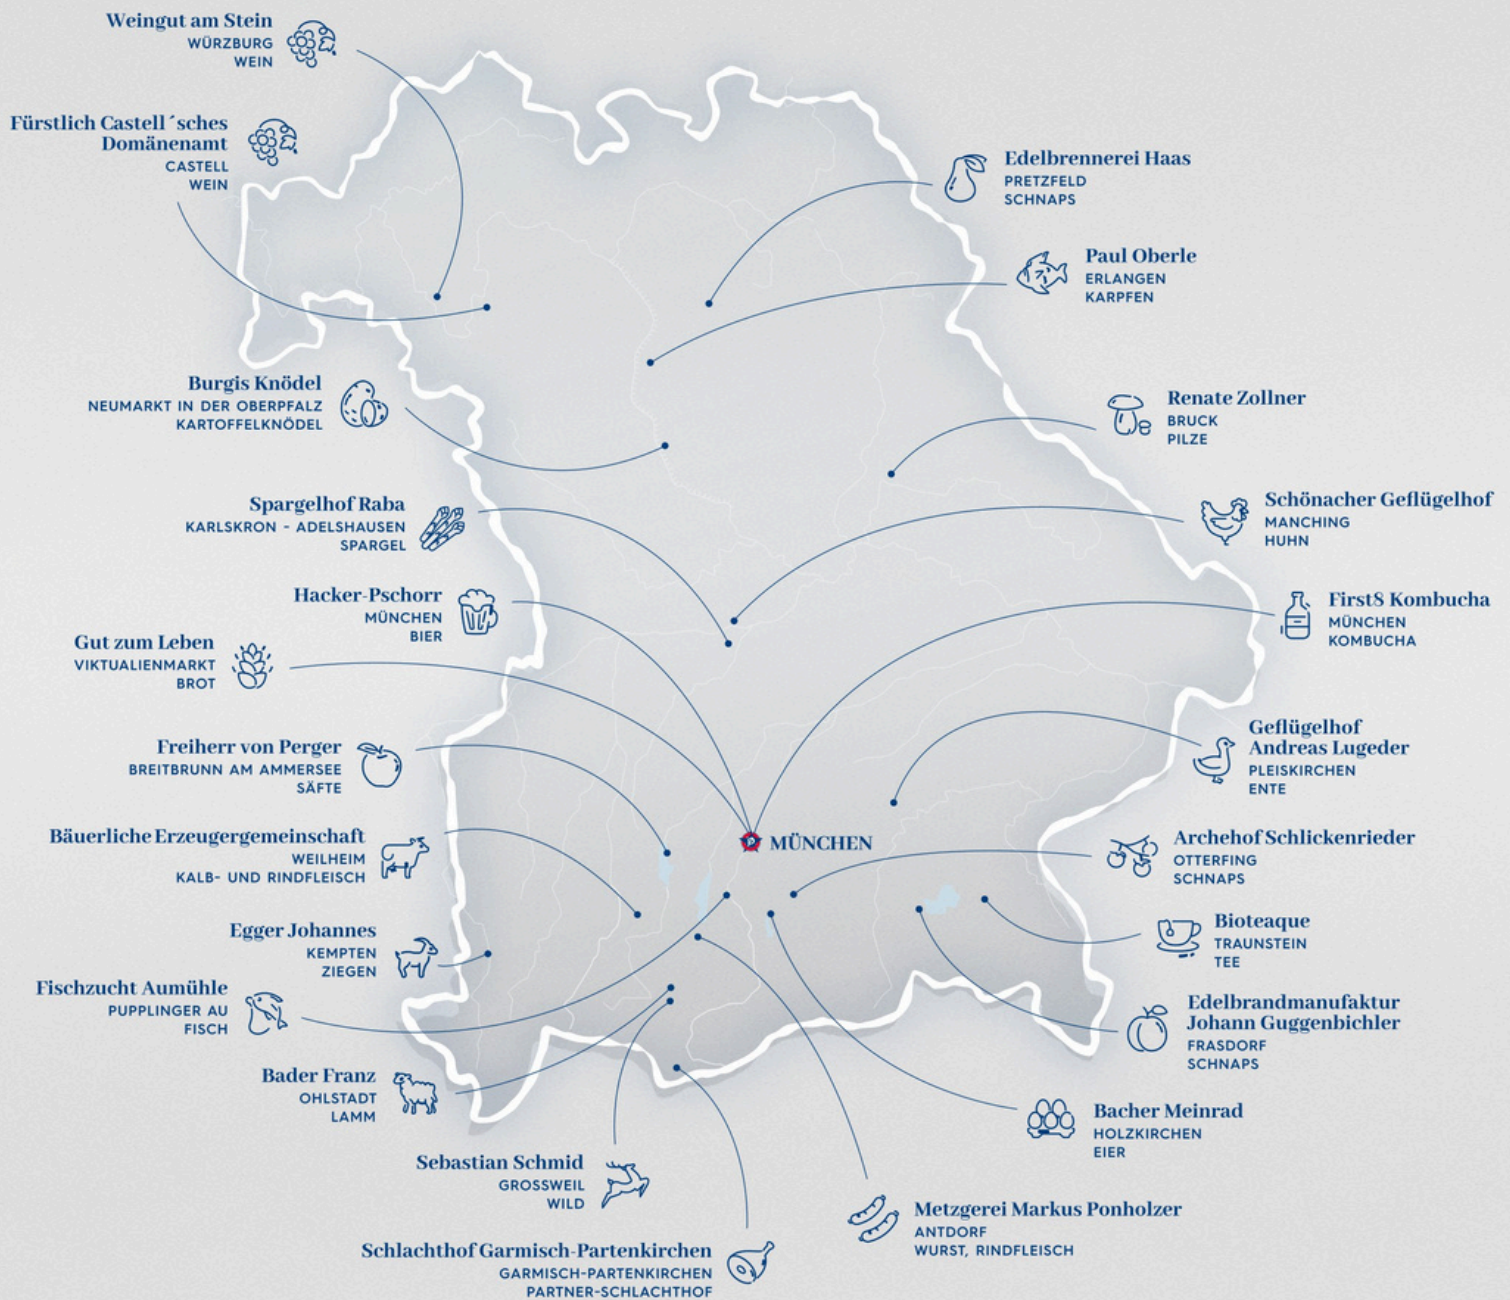 Weingut am Stein
WÜRZBURG
WEIN
Fürstlich Castell´sches
Domänenamt
CASTELL
WEIN
Edelbrennerei Haas
PRETZFELD
SCHNAPS
Paul Oberle
ERLANGEN
KARPFEN
Burgis Knödel
NEUMARKT IN DER OBERPFALZ
KARTOFFELKNÖDEL
Renate Zollner
BRUCK
PILZE
Spargelhof Raba
KARLSKRON - ADELSHAUSEN
SPARGEL
Schönacher Geflügelhof
MANCHING
HUHN
Hacker-Pschorr
MÜNCHEN
BIER
First8 Kombucha
MÜNCHEN
KOMBUCHA
Gut zum Leben
VIKTUALIENMARKT
BROT
Freiherr von Perger
BREITBRUNN AM AMMERSEE
SÄFTE
Geflügelhof
Andreas Lugeder
PLEISKIRCHEN
ENTE
MÜNCHEN
Bäuerliche Erzeugergemeinschaft
WEILHEIM
KALB- UND RINDFLEISCH
Archehof Schlickenrieder
OTTERFING
SCHNAPS
Egger Johannes
KEMPTEN
ZIEGEN
Bioteaque
TRAUNSTEIN
TEE
Fischzucht Aumühle
PUPPLINGER AU
FISCH
Edelbrandmanufaktur
Johann Guggenbichler
FRASDORF
SCHNAPS
Bader Franz
OHLSTADT
LAMM
Bacher Meinrad
HOLZKIRCHEN
EIER
Sebastian Schmid
GROSSWEIL
WILD
Metzgerei Markus Ponholzer
ANTDORF
WURST, RINDFLEISCH
Schlachthof Garmisch-Partenkirchen
GARMISCH-PARTENKIRCHEN
PARTNER-SCHLACHTHOF